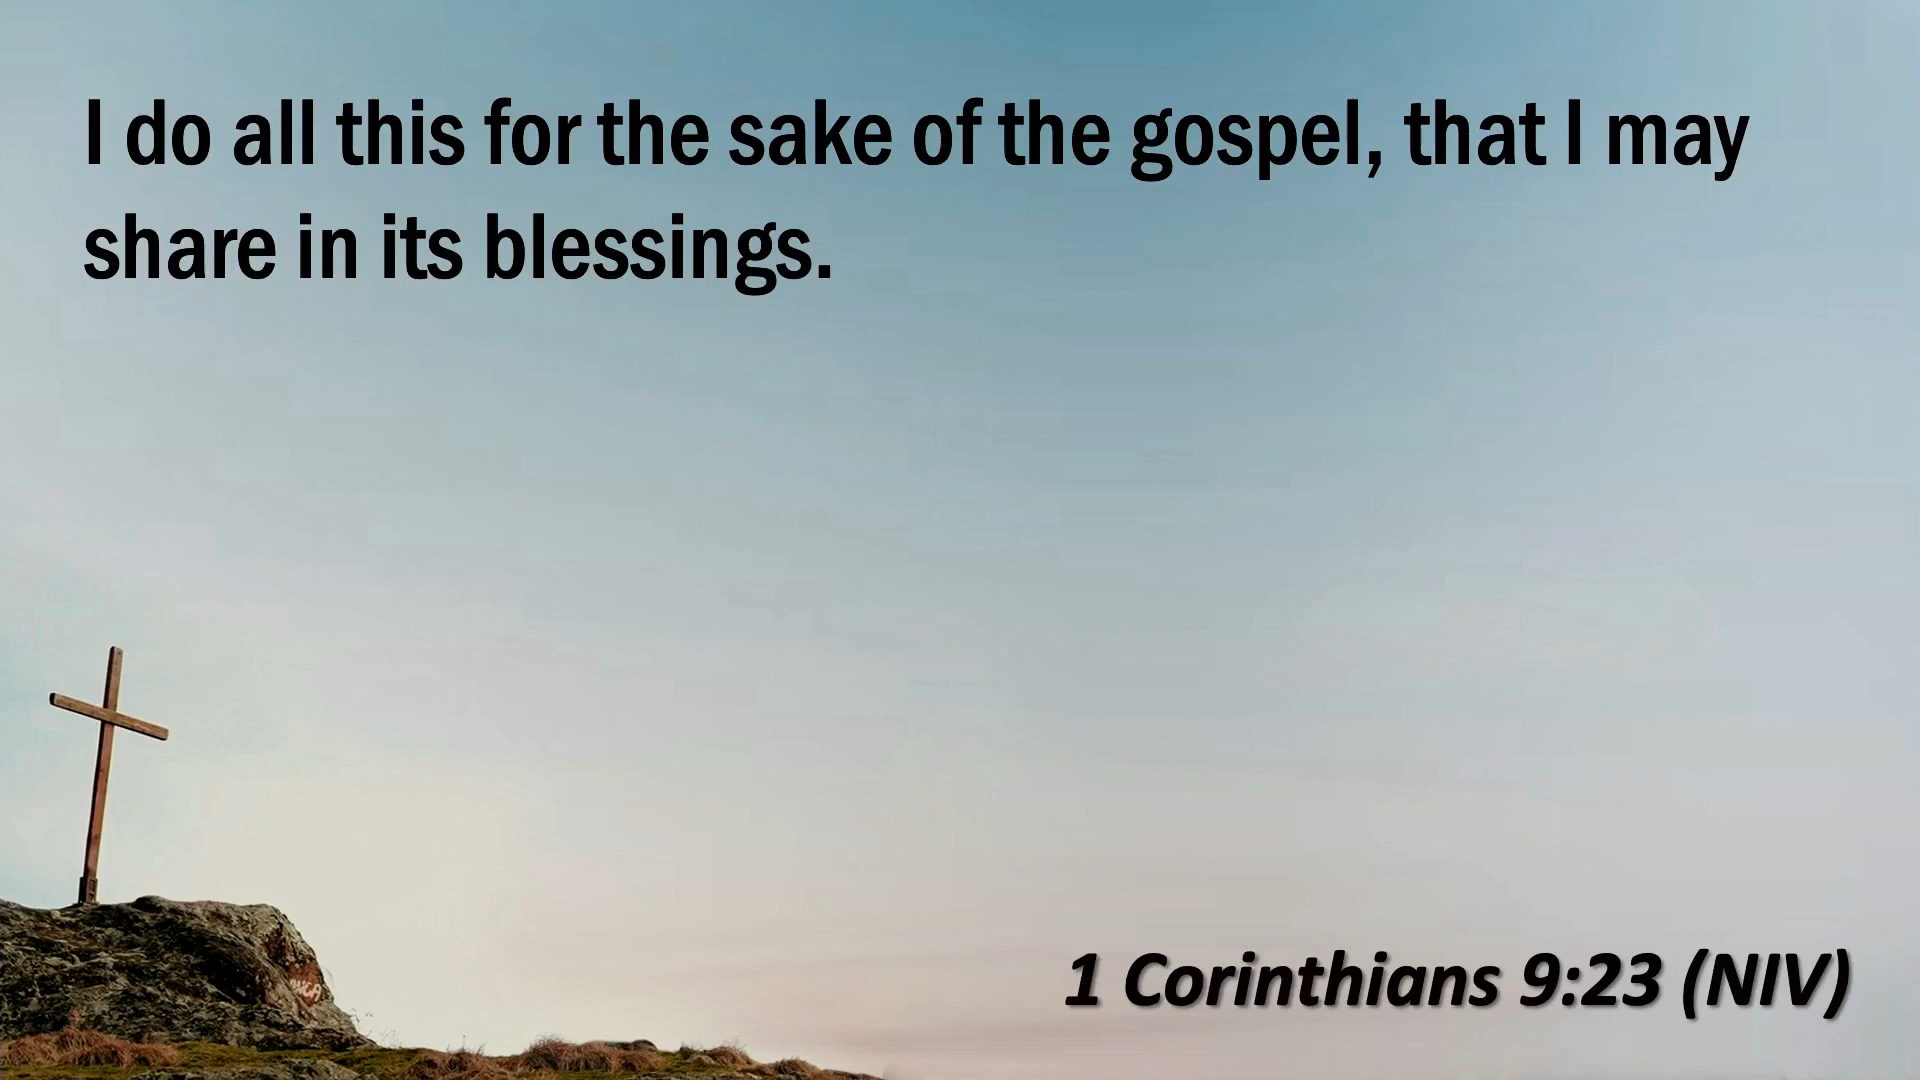 I do all this for the sake of the gospel, that I may
share in its blessings.
1 Corinthians 9:23 (NIV)